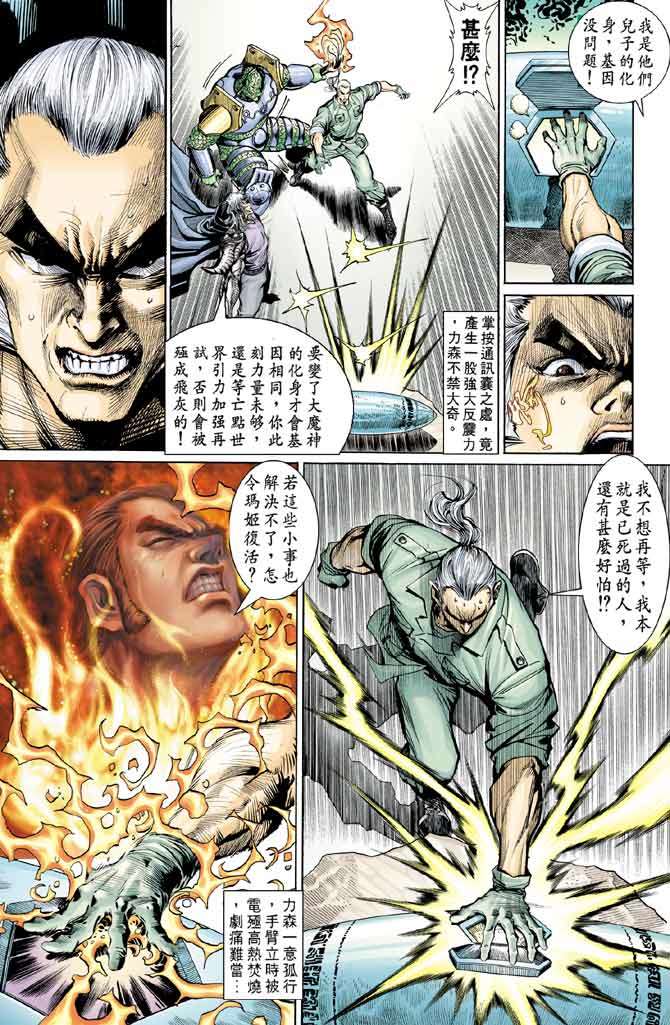 我是他們
兒子的化
身，基因
沒問題！
甚麼!?
掌按通訊囊之處，竟
產生一股強大反震力
，力森不禁大奇。
要變了大魔神
的化身才會基
因相同，你此
刻力量未夠，
還是等亡點世
界引力加强再
試，否則會被
殛成飛灰的！
我不想再等，我本
就是已死過的人，
還有甚麼好怕!?
若這些小事也
解決不了，怎
令瑪姬復活？
力森一意孤行
，手臂立時被
電殛高熱焚燒
，劇痛難當…